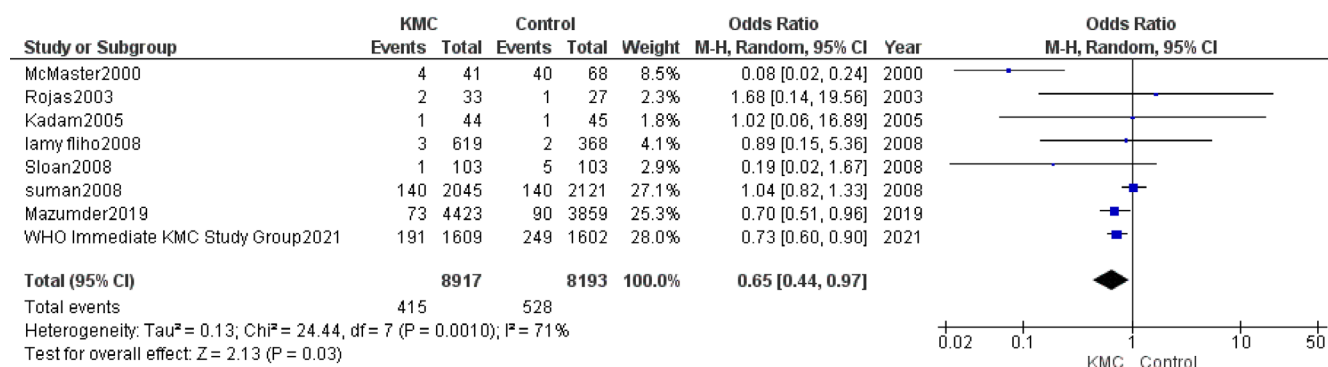 KMC Control Odds Ratio Odds Ratio
Study or Subgroup Events Total Events Total Weight M-H, Random, 95% CI Year M-H, Random, 95% CI
McMaster2000 4 41 40 68 8.5% 0.08 [0.02, 0.24] 2000
Rojas2003 2 33 1 27 2.3% 1.68 [0.14, 19.56] 2003
Kadam2005 1 44 1 45 1.8% 1.02 [0.06, 16.89] 2005
lamy fliho2008 3 619 2 368 4.1% 0.89 [0.15, 5.36] 2008
Sloan2008 1 103 5 103 2.9% 0.19 [0.02, 1.67] 2008
suman2008 140 2045 140 2121 27.1% 1.04 [0.82, 1.33] 2008
Mazumder2019 73 4423 90 3859 25.3% 0.70 [0.51, 0.96] 2019
WHO Immediate KMC Study Group2021 191 1609 249 1602 28.0% 0.73 [0.60, 0.90] 2021
Total (95% CI) 8917 8193 100.0% 0.65 [0.44, 0.97]
Total events 415 528
Heterogeneity: Tau² = 0.13; Chi² = 24.44, df = 7 (P = 0.0010); I² = 71%
Test for overall effect: Z = 2.13 (P = 0.03)
0.02 0.1 1 10 50
KMC Control